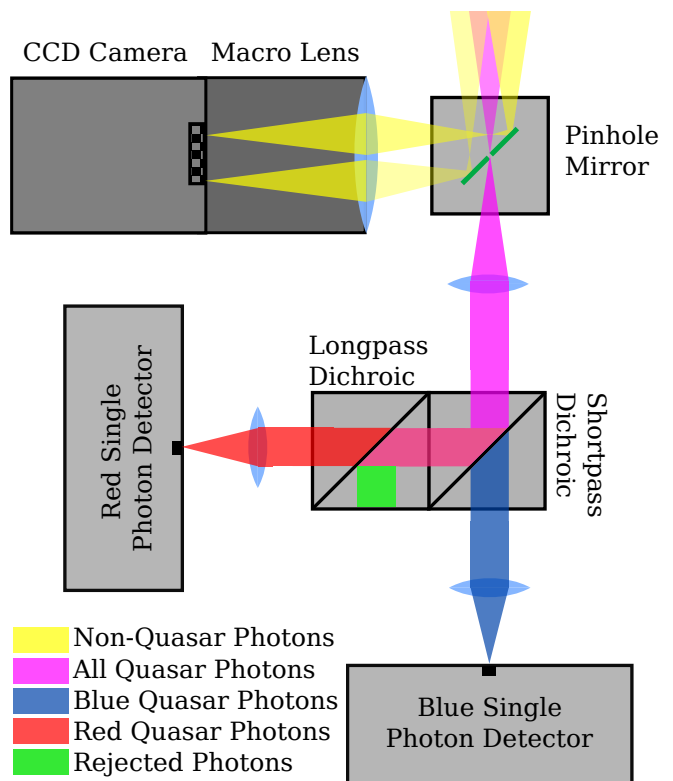 CCD Camera
Macro Lens
Pinhole
Mirror
Longpass
Dichroic
Shortpass
Dichroic
Red Single
Photon Detector
Non-Quasar Photons
All Quasar Photons
Blue Quasar Photons
Red Quasar Photons
Rejected Photons
Blue Single
Photon Detector